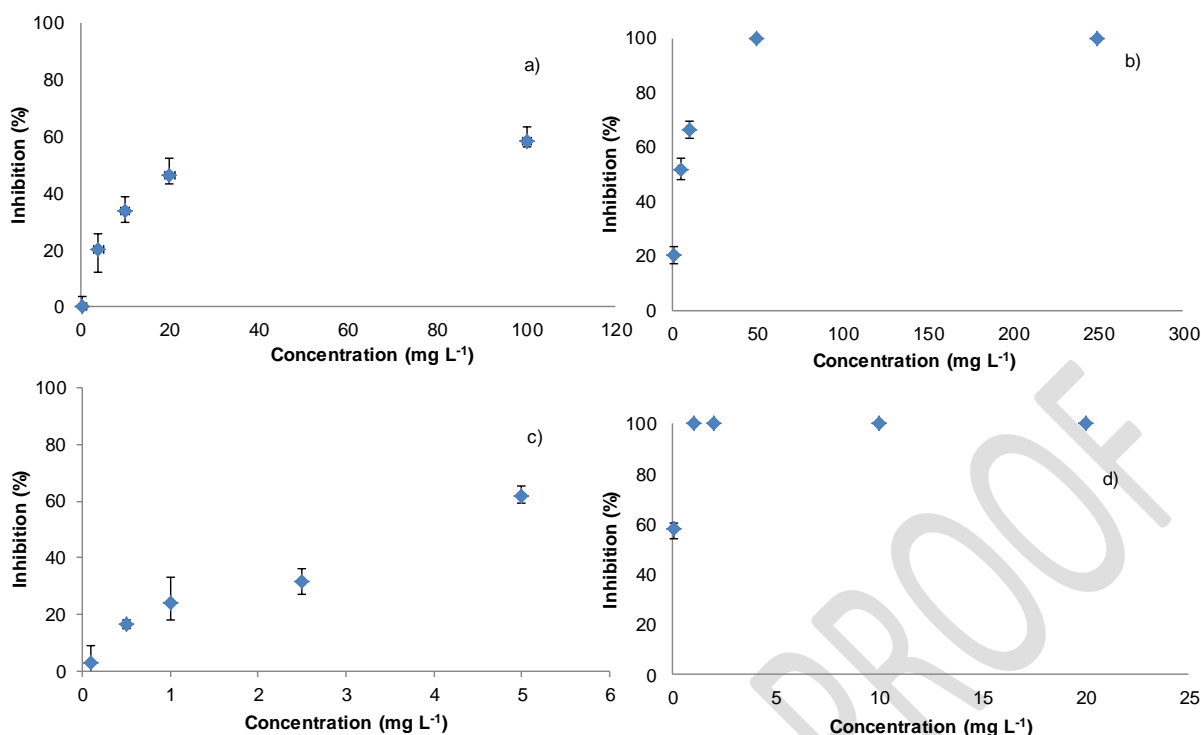 100
80
60
40
20
0
0 20 40 60 80 100 120
Inhibition (%)
Concentration (mg L-1)
a)
100
80
60
40
20
0
0 50 100 150 200 250 300
Inhibition (%)
Concentration (mg L-1)
b)
100
80
60
40
20
0
0 1 2 3 4 5 6
Inhibition (%)
Concentration (mg L-1)
c)
100
80
60
40
20
0
0 5 10 15 20 25
Inhibition (%)
Concentration (mg L-1)
d)
PROOF